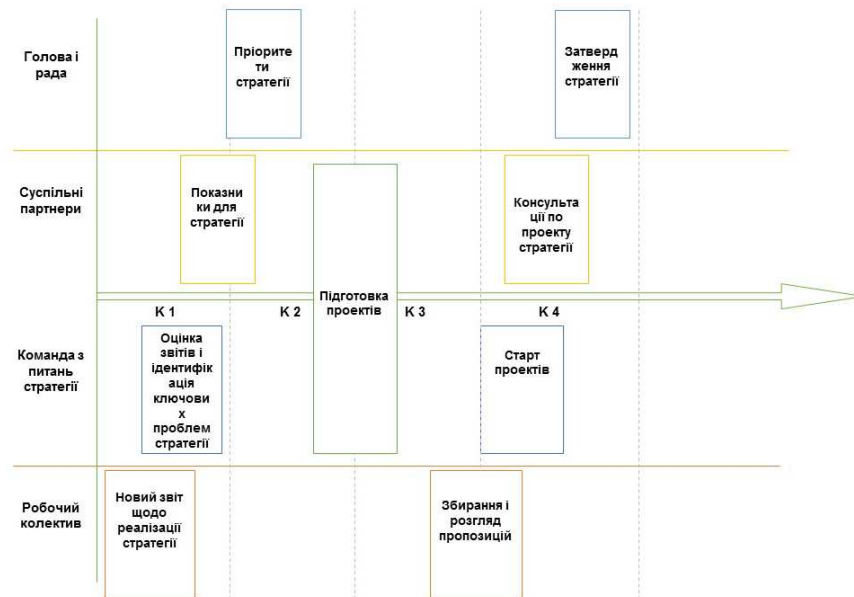 Голова і
рада
Пріорите
ти
стратегії
Затверд
ження
стратегії
Суспільні
партнери
Показни
ки для
стратегії
Консульта
ції по
проекту
стратегії
Підготовка
проектів
К 1
К 2
К 3
К 4
Команда з
питань
стратегії
Оцінка
звітів і
ідентифік
ація
ключови
х
проблем
стратегії
Старт
проектів
Робочий
колектив
Новий звіт
щодо
реалізації
стратегії
Збирання і
розгляд
пропозицій